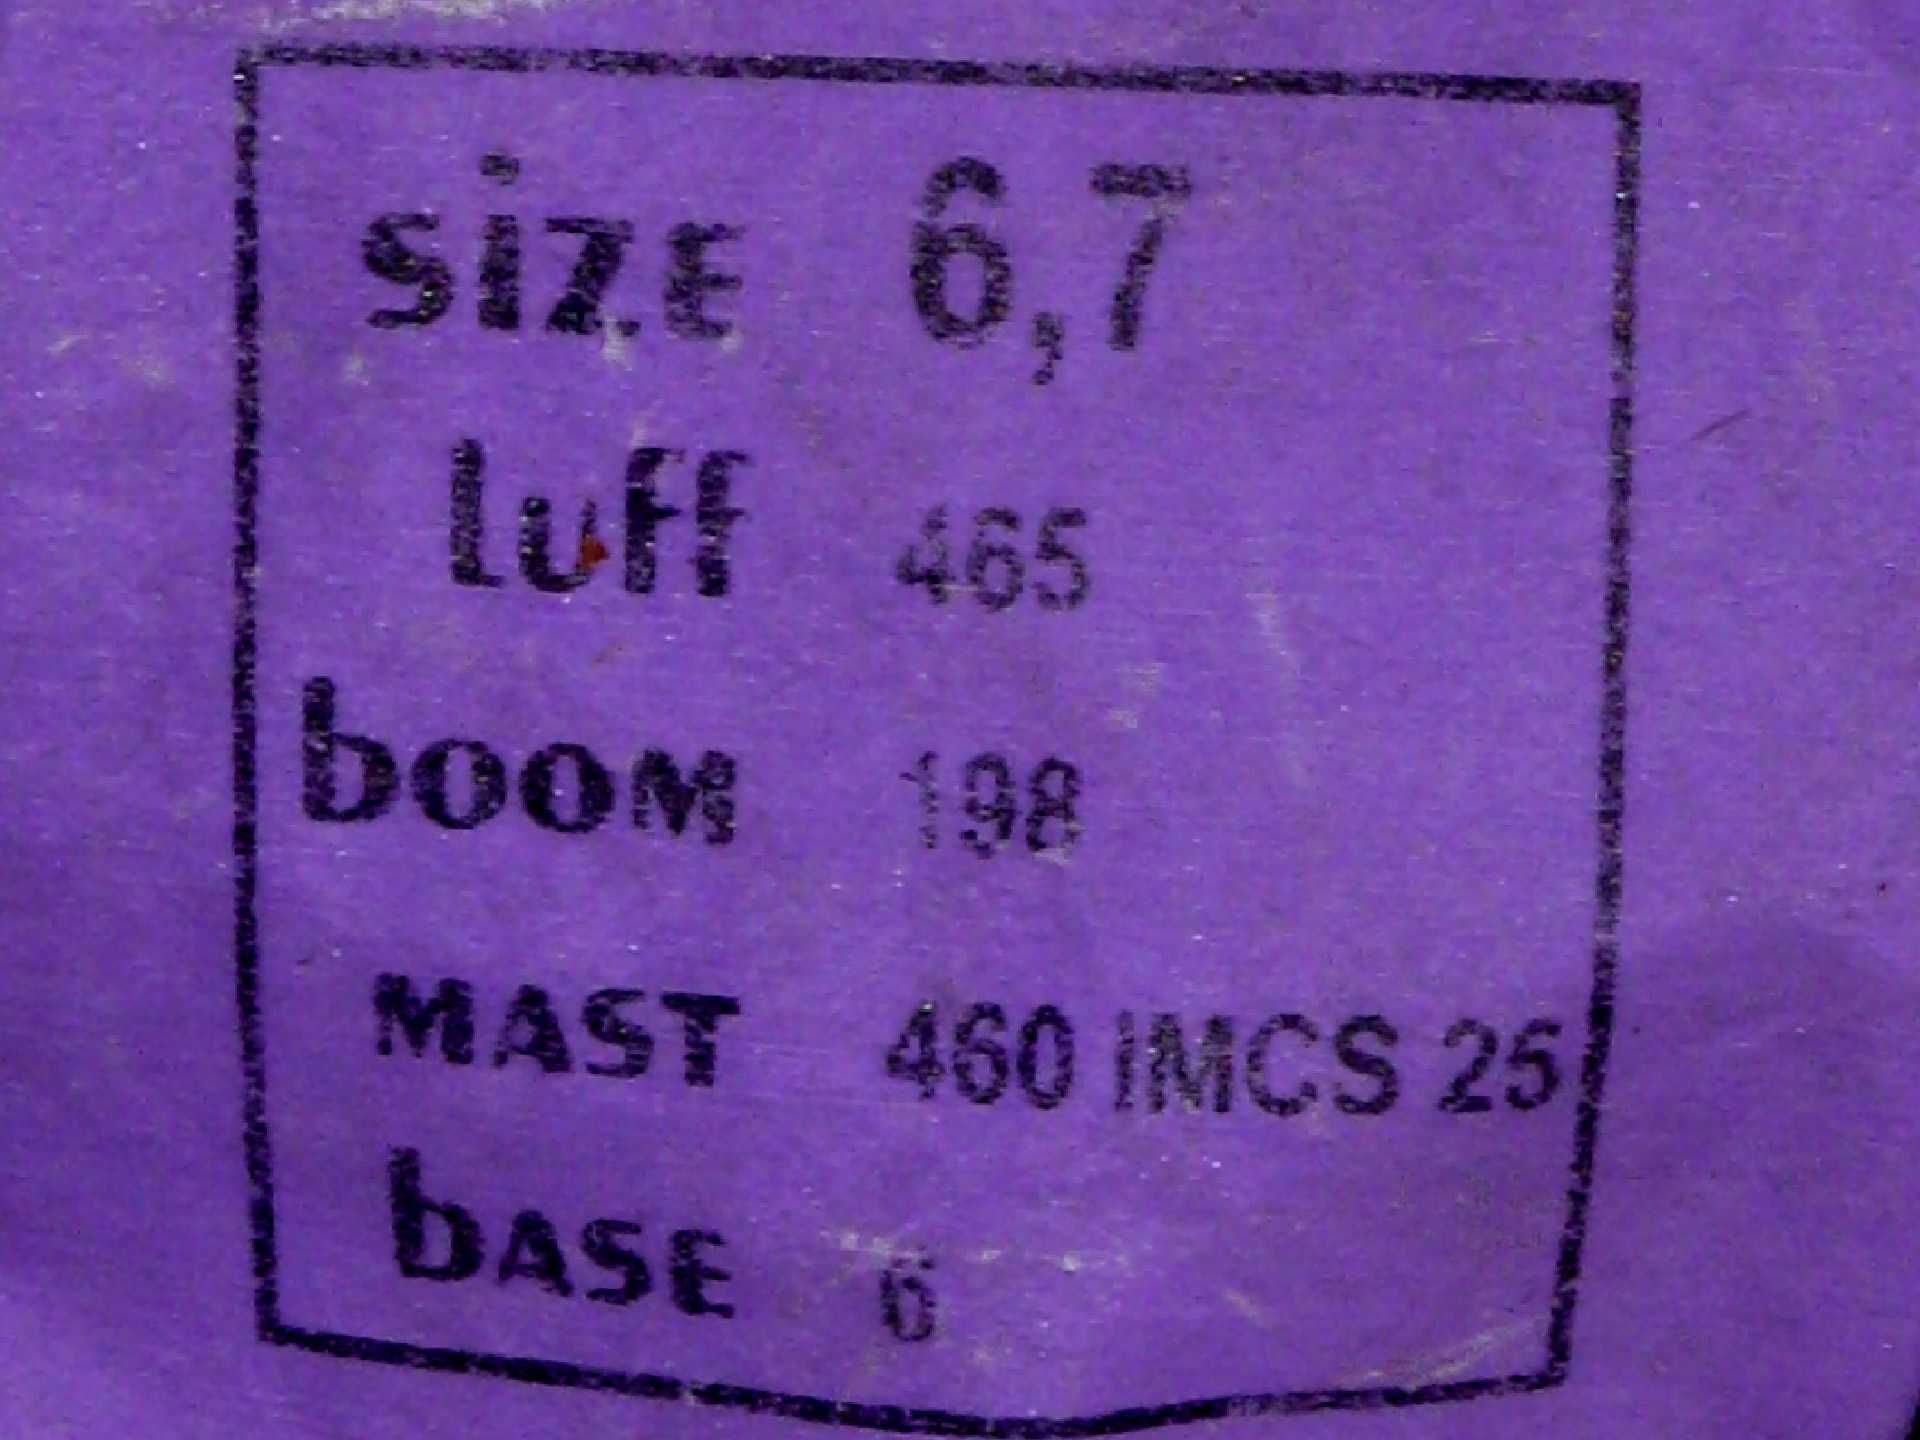 SiZE 6,7
LuFF 465
bOOM 198
MAST 460 IMCS 25
bASE 6